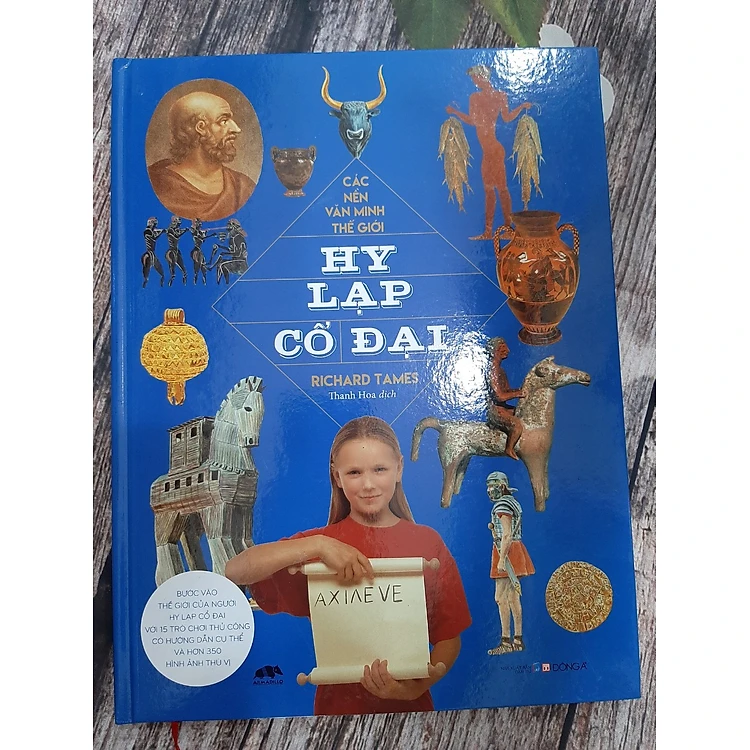 CÁC
NỀN
VĂN MINH
THẾ GIỚI
HY
LẠP
CỔ ĐẠI
RICHARD TAMES
Thanh Hoa dịch
AXIΛEVE
BƯỚC VÀO
THẾ GIỚI CỦA NGƯỜI
HY LẠP CỔ ĐẠI
VỚI 15 TRÒ CHƠI THỦ CÔNG
CÓ HƯỚNG DẪN CỤ THỂ
VÀ HƠN 350
HÌNH ẢNH THÚ VỊ
ARMADILLO
ĐÔNG A